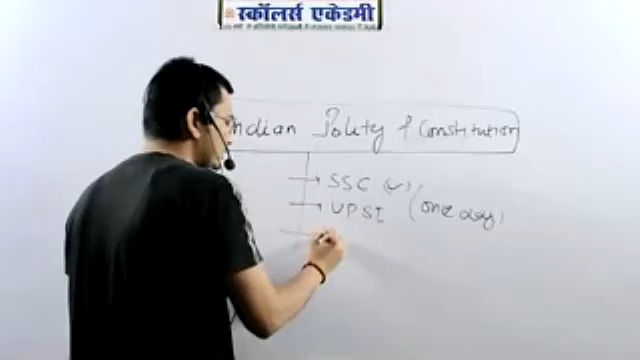 स्कॉलर्स एकेडमी
Indian Polity & Constitution
→ SSC (✓)
→ UPSI (one day)